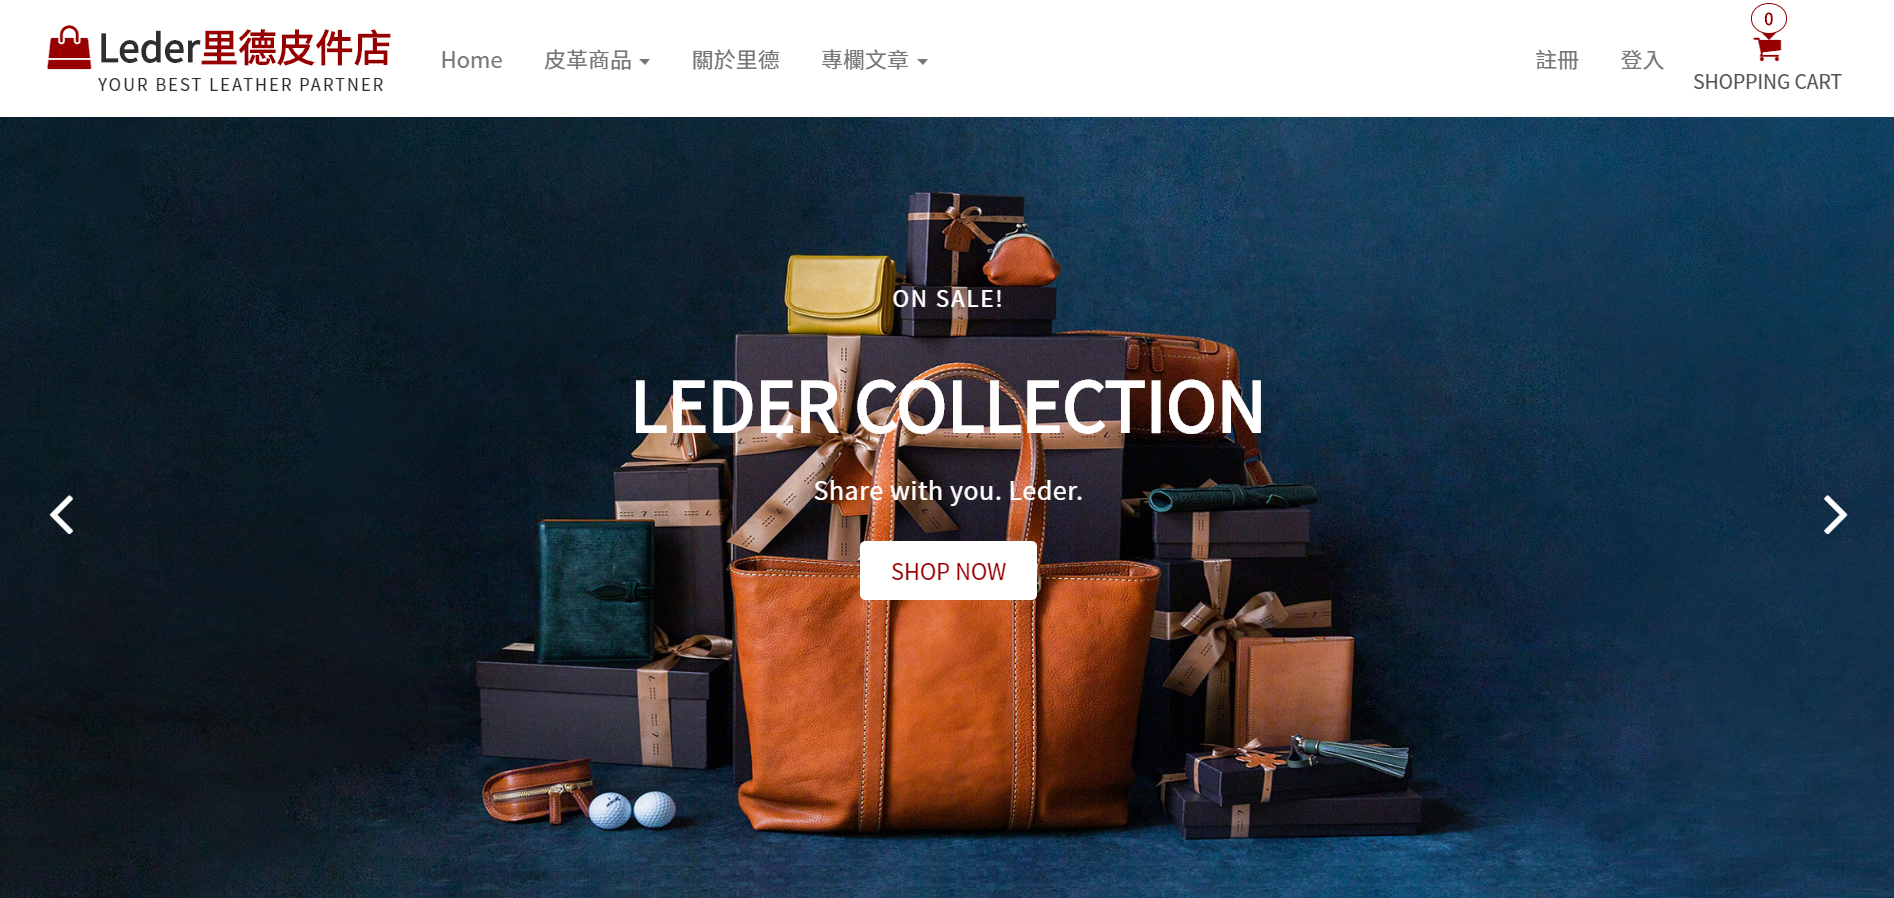 Leder里德皮件店
YOUR BEST LEATHER PARTNER
Home 皮革商品 關於里德 專欄文章 註冊 登入
0
SHOPPING CART
ON SALE!
LEDER COLLECTION
Share with you. Leder.
SHOP NOW